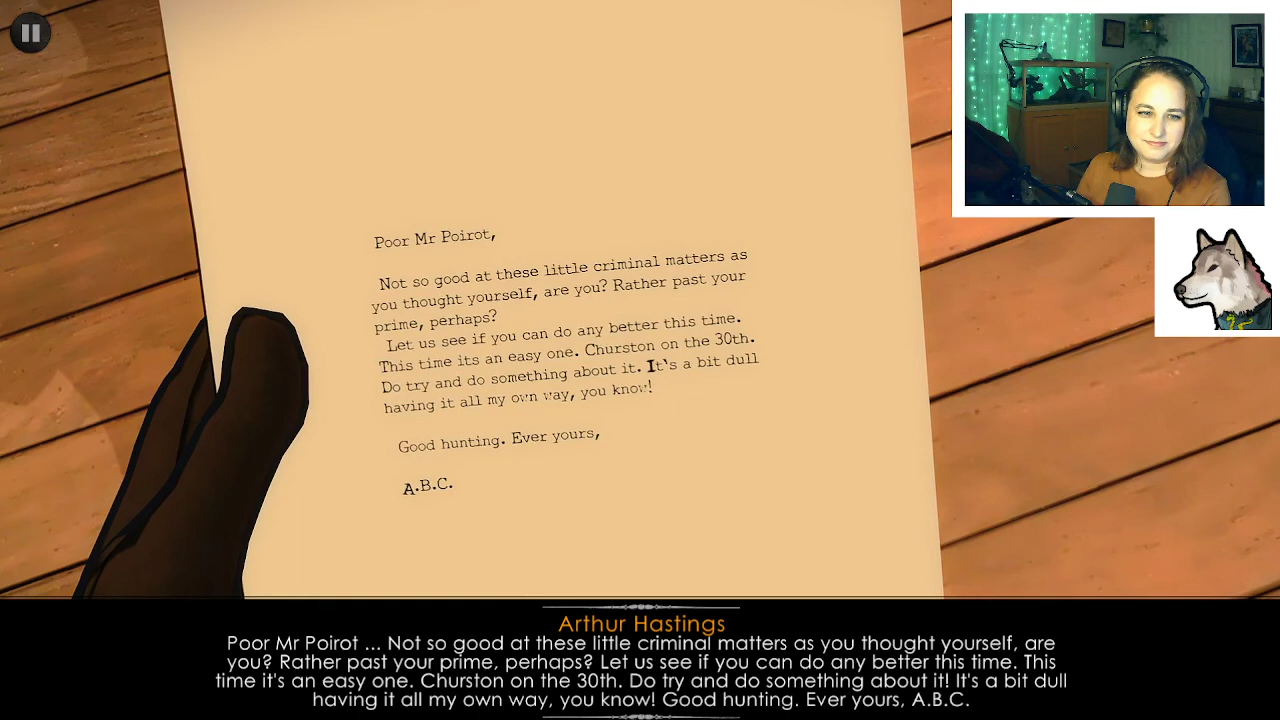 Poor Mr Poirot,
Not so good at these little criminal matters as
you thought yourself, are you? Rather past your
prime, perhaps?
Let us see if you can do any better this time.
This time its an easy one. Churston on the 30th.
Do try and do something about it. It's a bit dull
having it all my own way, you know!
Good hunting. Ever yours,
A.B.C.
Arthur Hastings
Poor Mr Poirot ... Not so good at these little criminal matters as you thought yourself, are
you? Rather past your prime, perhaps? Let us see if you can do any better this time. This
time it's an easy one. Churston on the 30th. Do try and do something about it! It's a bit dull
having it all my own way, you know! Good hunting. Ever yours, A.B.C.